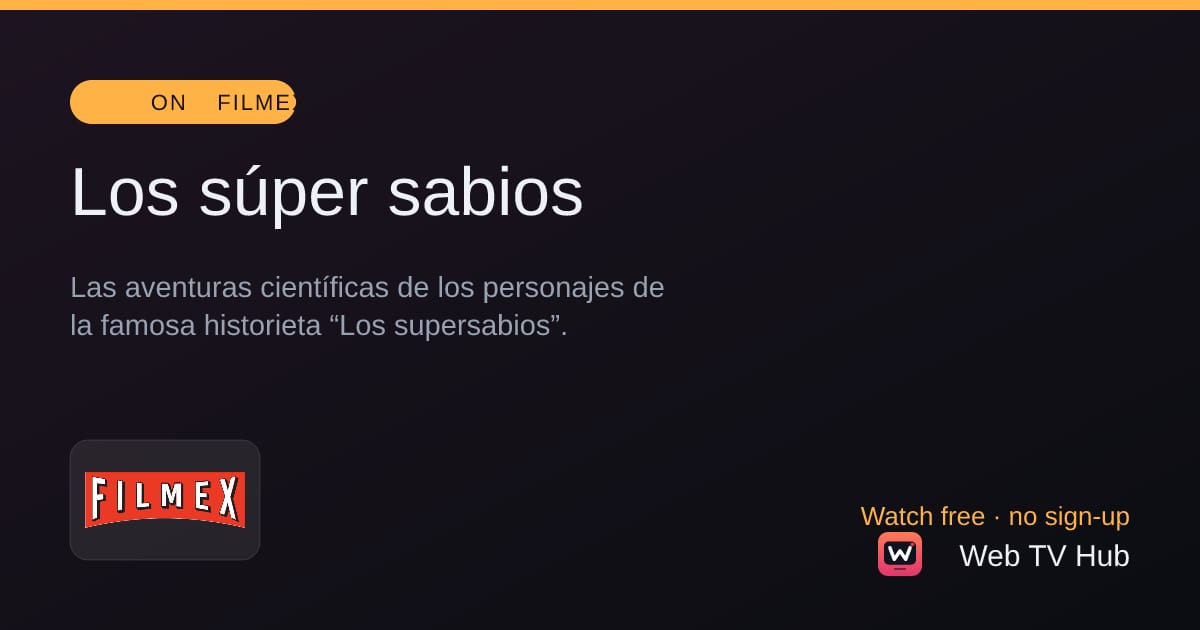 ON FILME
Los súper sabios
Las aventuras científicas de los personajes de
la famosa historieta “Los supersabios”.
FILMEX
Watch free · no sign-up
W
Web TV Hub